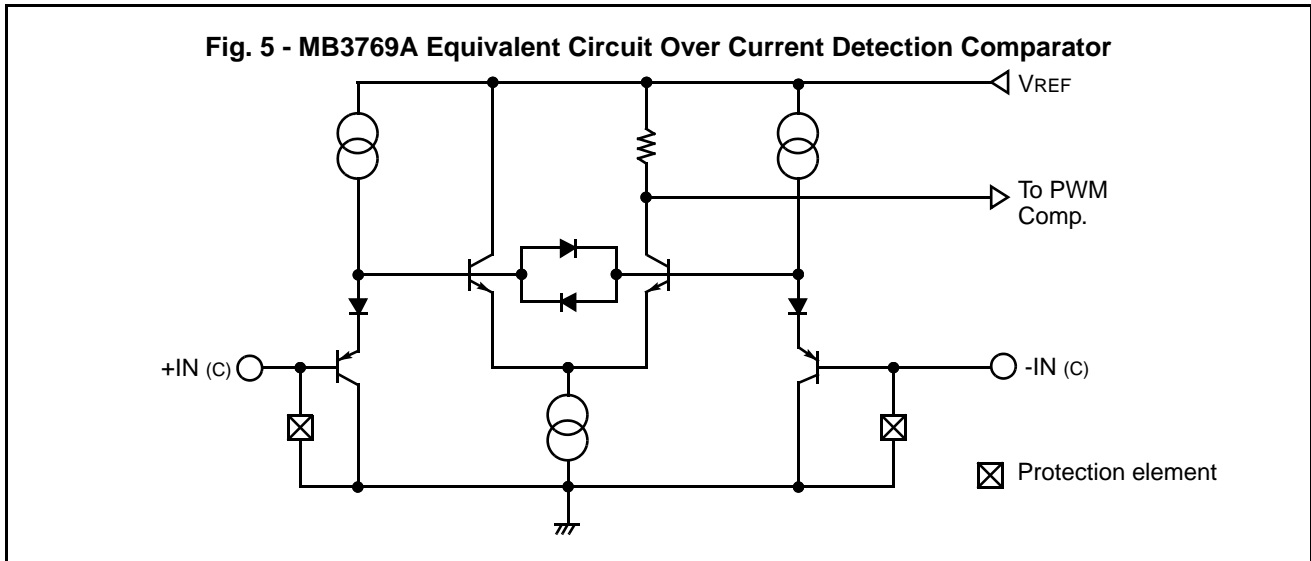 Fig. 5 - MB3769A Equivalent Circuit Over Current Detection Comparator
VREF
To PWM
Comp.
+IN (C)
-IN (C)
Protection element